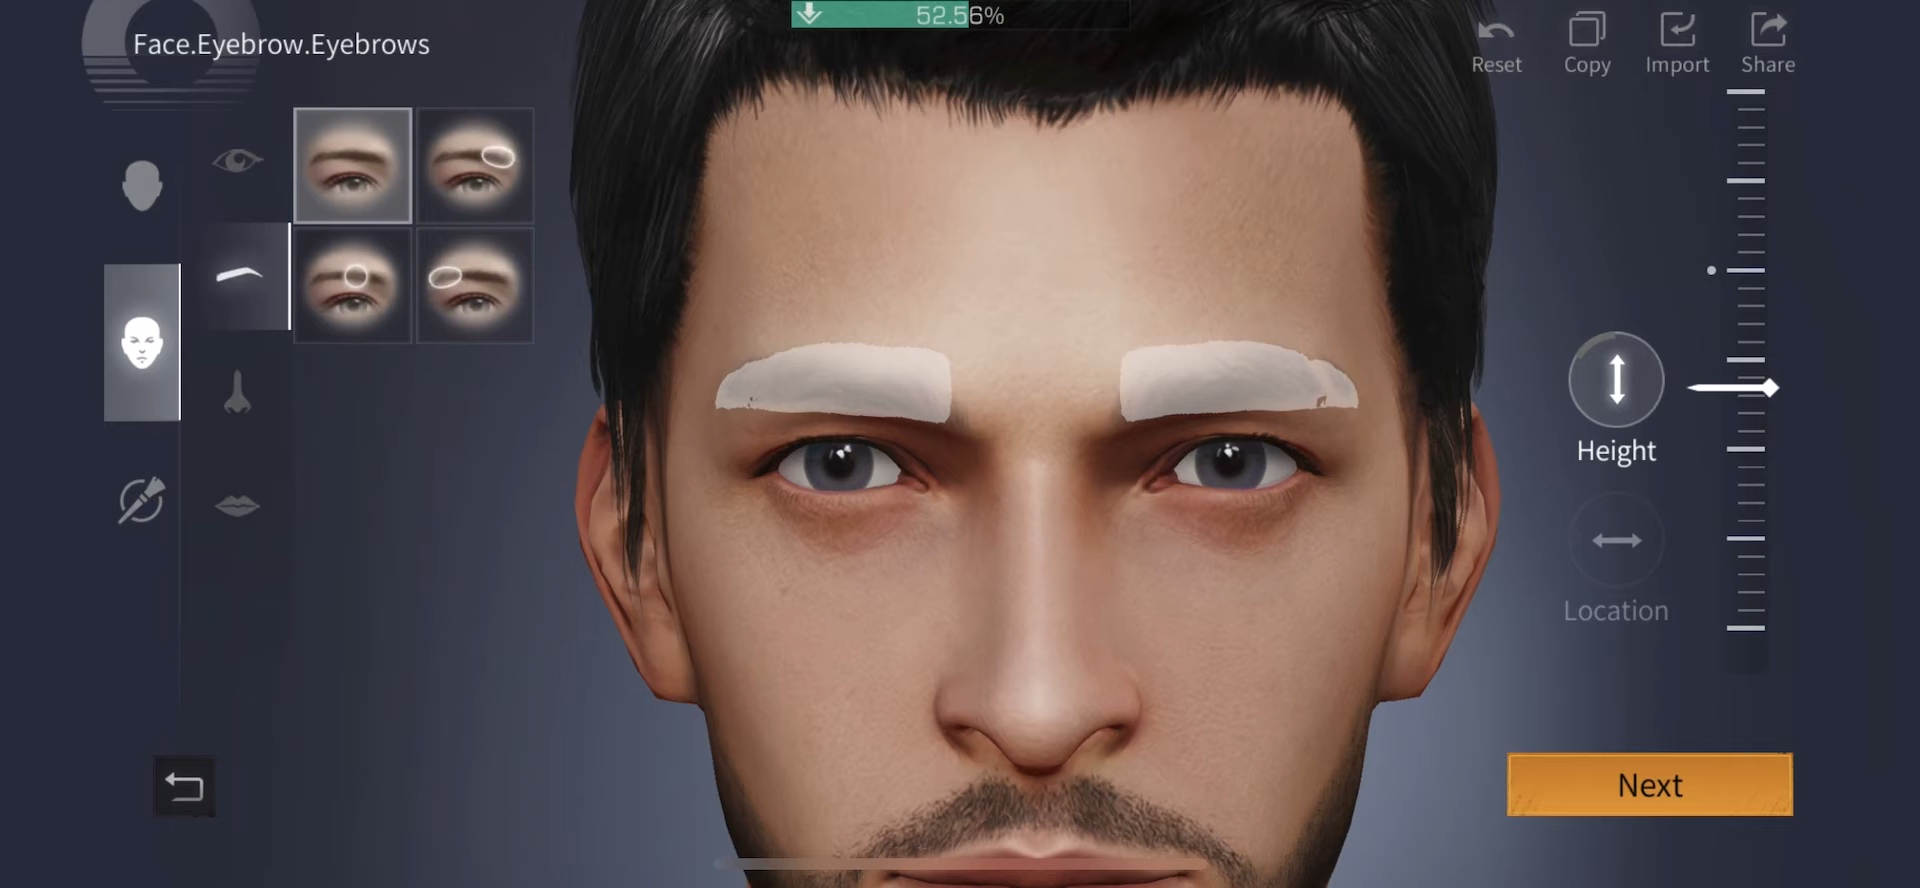 52.56%
Face.Eyebrow.Eyebrows
Reset
Copy
Import
Share
Height
Location
Next